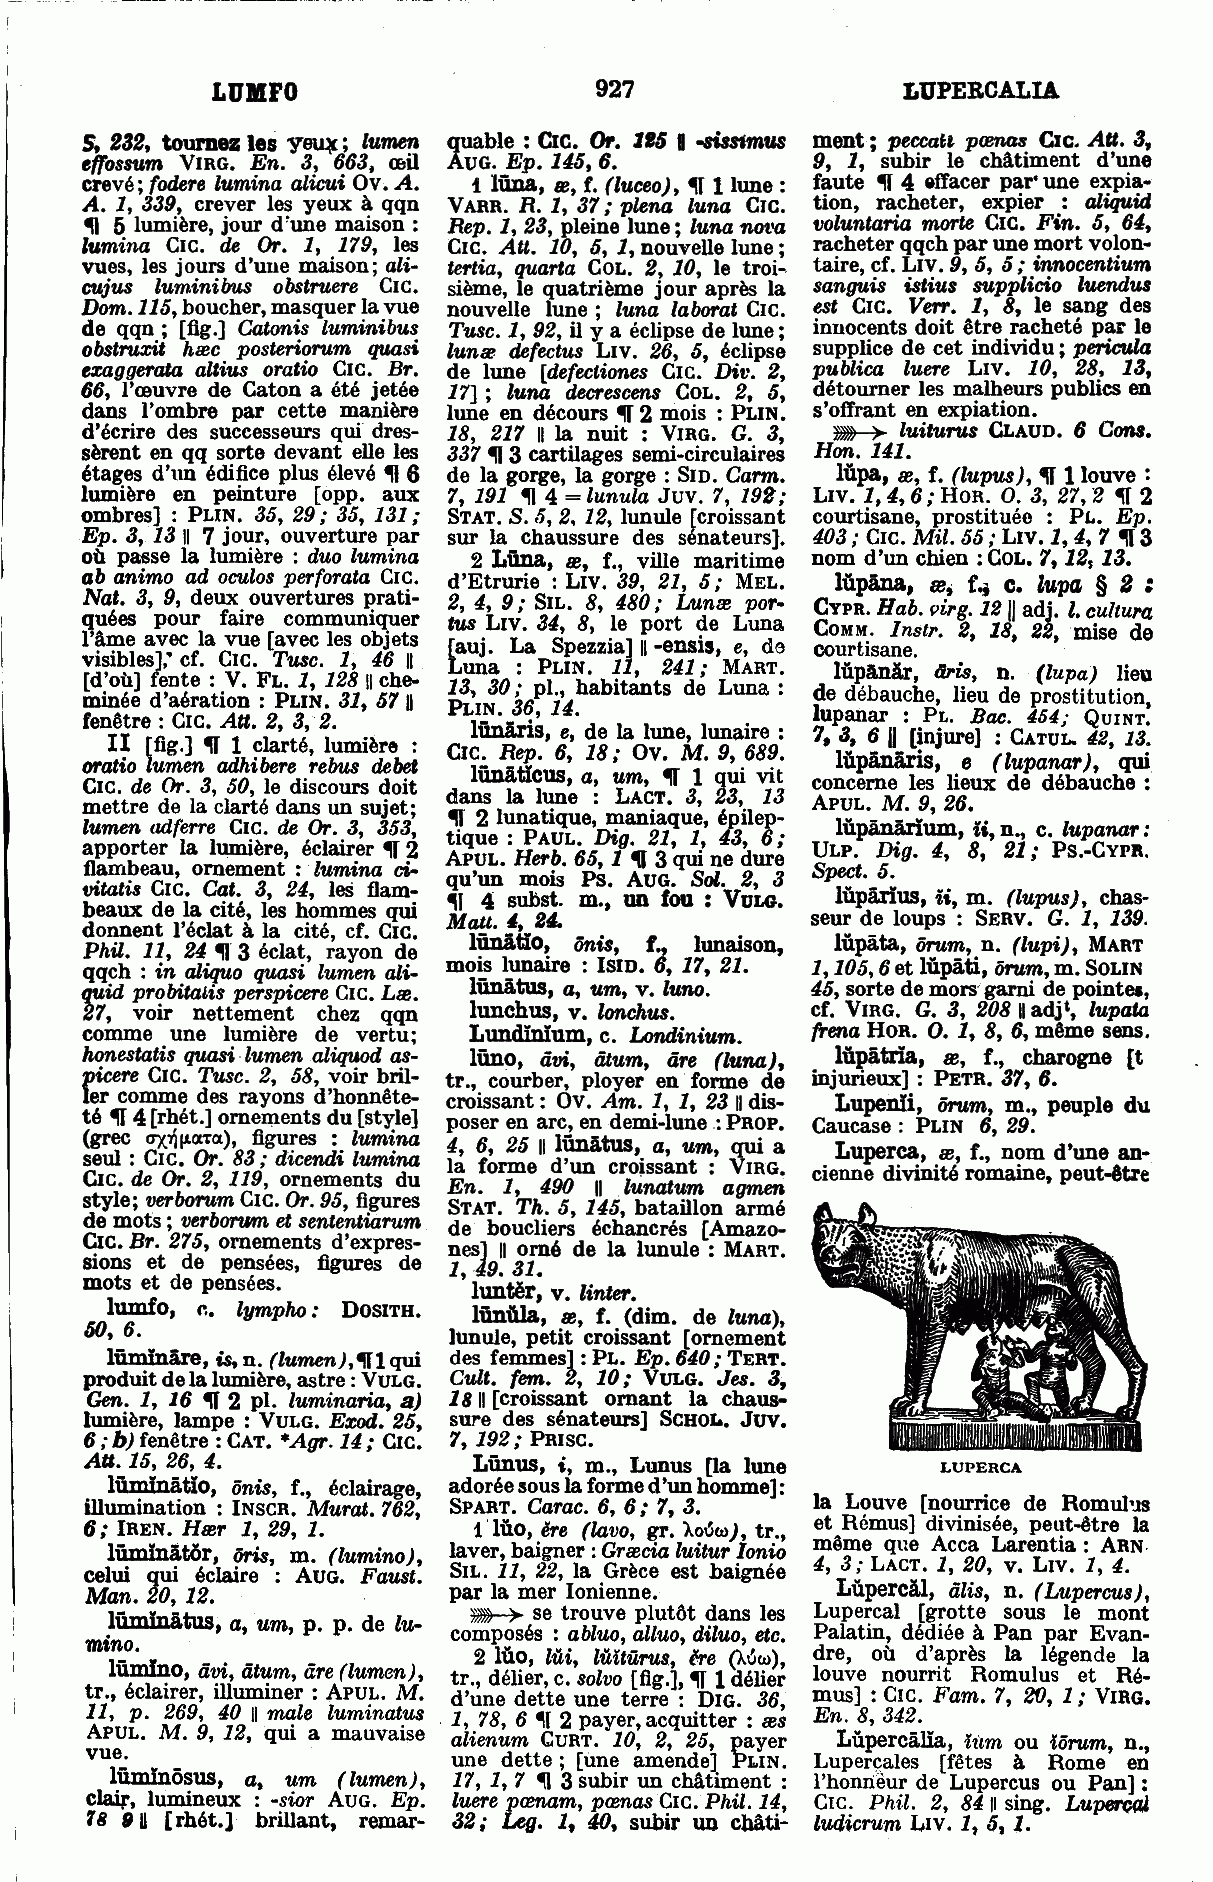 LUMFO
927
LUPERCALIA
S, 232, tournez les yeux; lumen
effossum VIRG. En. 3, 663, œil
crevé; fodere lumina alicui OV. A.
A. 1, 339, crever les yeux à qqn
¶ 5 lumière, jour d'une maison :
lumina CIC. de Or. 1, 179, les
vues, les jours d'une maison; ali-
cujus luminibus obstruere CIC.
Dom. 115, boucher, masquer la vue
de qqn ; [fig.] Catonis luminibus
obstruxit hæc posteriorum quasi
exaggerata altius oratio CIC. Br.
66, l'œuvre de Caton a été jetée
dans l'ombre par cette manière
d'écrire des successeurs qui dres-
sèrent en qq sorte devant elle les
étages d'un édifice plus élevé ¶ 6
lumière en peinture [opp. aux
ombres] : PLIN. 35, 29; 35, 131;
Ep. 3, 13 || 7 jour, ouverture par
où passe la lumière : duo lumina
ab animo ad oculos perforata CIC.
Nat. 3, 9, deux ouvertures prati-
quées pour faire communiquer
l'âme avec la vue [avec les objets
visibles], cf. CIC. Tusc. 1, 46 ||
[d'où] fente : V. FL. 1, 128 || che-
minée d'aération : PLIN. 31, 57 ||
fenêtre : CIC. Att. 2, 3, 2.
II [fig.] ¶ 1 clarté, lumière :
oratio lumen adhibere rebus debet
CIC. de Or. 3, 50, le discours doit
mettre de la clarté dans un sujet;
lumen adferre CIC. de Or. 3, 353,
apporter la lumière, éclairer ¶ 2
flambeau, ornement : lumina ci-
vitatis CIC. Cat. 3, 24, les flam-
beaux de la cité, les hommes qui
donnent l'éclat à la cité, cf. CIC.
Phil. 11, 24 ¶ 3 éclat, rayon de
qqch : in aliquo quasi lumen ali-
quid probitatis perspicere CIC. Læ.
27, voir nettement chez qqn
comme une lumière de vertu;
honestatis quasi lumen aliquod as-
picere CIC. Tusc. 2, 58, voir bril-
ler comme des rayons d'honnête-
té ¶ 4 [rhét.] ornements du [style]
(grec σχήματα), figures : lumina
seul : CIC. Or. 83; dicendi lumina
CIC. de Or. 2, 119, ornements du
style; verborum CIC. Or. 95, figures
de mots; verborum et sententiarum
CIC. Br. 275, ornements d'expres-
sions et de pensées, figures de
mots et de pensées.
lumfo, c. lympho : DOSITH.
50, 6.
lūmĭnāre, is, n. (lumen), ¶ 1 qui
produit de la lumière, astre : VULG.
Gen. 1, 16 ¶ 2 pl. luminaria, a)
lumière, lampe : VULG. Exod. 25,
6; b) fenêtre : CAT. *Agr. 14; CIC.
Att. 15, 26, 4.
lūmĭnātĭo, ōnis, f., éclairage,
illumination : INSCR. Murat. 762,
6; IREN. Hær 1, 29, 1.
lūmĭnātŏr, ōris, m. (lumino),
celui qui éclaire : AUG. Faust.
Man. 20, 12.
lūmĭnātus, a, um, p. p. de lu-
mino.
lūmĭno, āvi, ātum, āre (lumen),
tr., éclairer, illuminer : APUL. M.
11, p. 269, 40 || male luminatus
APUL. M. 9, 12, qui a mauvaise
vue.
lūmĭnōsus, a, um (lumen),
clair, lumineux : -sior AUG. Ep.
78 9 || [rhét.] brillant, remar-
quable : CIC. Or. 125 || -sissimus
AUG. Ep. 145, 6.
1 lūna, æ, f. (luceo), ¶ 1 lune :
VARR. R. 1, 37; plena luna CIC.
Rep. 1, 23, pleine lune; luna nova
CIC. Att. 10, 5, 1, nouvelle lune;
tertia, quarta COL. 2, 10, le troi-
sième, le quatrième jour après la
nouvelle lune ; luna laborat CIC.
Tusc. 1, 92, il y a éclipse de lune;
lunæ defectus LIV. 26, 5, éclipse
de lune [defectiones CIC. Div. 2,
17] ; luna decrescens COL. 2, 5,
lune en décours ¶ 2 mois : PLIN.
18, 217 || la nuit : VIRG. G. 3,
337 ¶ 3 cartilages semi-circulaires
de la gorge, la gorge : SID. Carm.
7, 191 ¶ 4 = lunula JUV. 7, 192;
STAT. S. 5, 2, 12, lunule [croissant
sur la chaussure des sénateurs].
2 Lūna, æ, f., ville maritime
d'Etrurie : LIV. 39, 21, 5; MEL.
2, 4, 9; SIL. 8, 480; Lunæ por-
tus LIV. 34, 8, le port de Luna
[auj. La Spezzia] || -ensis, e, de
Luna : PLIN. 11, 241; MART.
13, 30; pl., habitants de Luna :
PLIN. 36, 14.
lūnāris, e, de la lune, lunaire :
CIC. Rep. 6, 18; OV. M. 9, 689.
lūnātĭcus, a, um, ¶ 1 qui vit
dans la lune : LACT. 3, 23, 13
¶ 2 lunatique, maniaque, épilep-
tique : PAUL. Dig. 21, 1, 43, 6;
APUL. Herb. 65, 1 ¶ 3 qui ne dure
qu'un mois PS. AUG. Sol. 2, 3
¶ 4 subst. m., un fou : VULG.
Matt. 4, 24.
lūnātĭo, ōnis, f., lunaison,
mois lunaire : ISID. 6, 17, 21.
lūnātus, a, um, v. luno.
lunchus, v. lonchus.
Lundĭnĭum, c. Londinium.
lūno, āvi, ātum, āre (luna),
tr., courber, ployer en forme de
croissant : OV. Am. 1, 1, 23 || dis-
poser en arc, en demi-lune : PROP.
4, 6, 25 || lūnātus, a, um, qui a
la forme d'un croissant : VIRG.
En. 1, 490 || lunatum agmen
STAT. Th. 5, 145, bataillon armé
de boucliers échancrés [Amazo-
nes] || orné de la lunule : MART.
1, 49. 31.
luntĕr, v. linter.
lūnŭla, æ, f. (dim. de luna),
lunule, petit croissant [ornement
des femmes] : PL. Ep. 640; TERT.
Cult. fem. 2, 10; VULG. Jes. 3,
18 || [croissant ornant la chaus-
sure des sénateurs] SCHOL. JUV.
7, 192; PRISC.
Lūnus, i, m., Lunus [la lune
adorée sous la forme d'un homme] :
SPART. Carac. 6, 6; 7, 3.
1 lŭo, ĕre (lavo, gr. λούω), tr.,
laver, baigner : Græcia luitur Ionio
SIL. 11, 22, la Grèce est baignée
par la mer Ionienne.
se trouve plutôt dans les
composés : abluo, alluo, diluo, etc.
2 lŭo, lŭi, lŭĭtūrus, ĕre (λύω),
tr., délier, c. solvo [fig.], ¶ 1 délier
d'une dette une terre : DIG. 36,
1, 78, 6 ¶ 2 payer, acquitter : æs
alienum CURT. 10, 2, 25, payer
une dette ; [une amende] PLIN.
17, 1, 7 ¶ 3 subir un châtiment :
luere pœnam, pœnas CIC. Phil. 14,
32; Leg. 1, 40, subir un châti-
ment ; peccati pœnas CIC. Att. 3,
9, 1, subir le châtiment d'une
faute ¶ 4 effacer par une expia-
tion, racheter, expier : aliquid
voluntaria morte CIC. Fin. 5, 64,
racheter qqch par une mort volon-
taire, cf. LIV. 9, 5, 5; innocentium
sanguis istius supplicio luendus
est CIC. Verr. 1, 8, le sang des
innocents doit être racheté par le
supplice de cet individu; pericula
publica luere LIV. 10, 28, 13,
détourner les malheurs publics en
s'offrant en expiation.
luiturus CLAUD. 6 Cons.
Hon. 141.
lŭpa, æ, f. (lupus), ¶ 1 louve :
LIV. 1, 4, 6; HOR. O. 3, 27, 2 ¶ 2
courtisane, prostituée : PL. Ep.
403; CIC. Mil. 55; LIV. 1, 4, 7 ¶ 3
nom d'un chien : COL. 7, 12, 13.
lŭpāna, æ, f., c. lupa § 2 :
CYPR. Hab. virg. 12 || adj. l. cultura
COMM. Instr. 2, 18, 22, mise de
courtisane.
lŭpānăr, āris, n. (lupa) lieu
de débauche, lieu de prostitution,
lupanar : PL. Bac. 454; QUINT.
7, 3, 6 || [injure] : CATUL. 42, 13.
lŭpānāris, e (lupanar), qui
concerne les lieux de débauche :
APUL. M. 9, 26.
lŭpānārĭum, ĭi, n., c. lupanar :
ULP. Dig. 4, 8, 21; PS.-CYPR.
Spect. 5.
lŭpārĭus, ĭi, m. (lupus), chas-
seur de loups : SERV. G. 1, 139.
lŭpāta, ōrum, n. (lupi), MART
1, 105, 6 et lŭpāti, ōrum, m. SOLIN
45, sorte de mors garni de pointes,
cf. VIRG. G. 3, 208 || adjt, lupata
frena HOR. O. 1, 8, 6, même sens.
lŭpātrĭa, æ, f., charogne [t
injurieux] : PETR. 37, 6.
Lupenĭi, ōrum, m., peuple du
Caucase : PLIN 6, 29.
Luperca, æ, f., nom d'une an-
cienne divinité romaine, peut-être
LUPERCA
la Louve [nourrice de Romulus
et Rémus] divinisée, peut-être la
même que Acca Larentia : ARN
4, 3; LACT. 1, 20, v. LIV. 1, 4.
Lŭpercăl, ālis, n. (Lupercus),
Lupercal [grotte sous le mont
Palatin, dédiée à Pan par Evan-
dre, où d'après la légende la
louve nourrit Romulus et Ré-
mus] : CIC. Fam. 7, 20, 1; VIRG.
En. 8, 342.
Lŭpercālĭa, ĭum ou ĭōrum, n.,
Lupercales [fêtes à Rome en
l'honneur de Lupercus ou Pan] :
CIC. Phil. 2, 84 || sing. Lupercal
ludicrum LIV. 1, 5, 1.